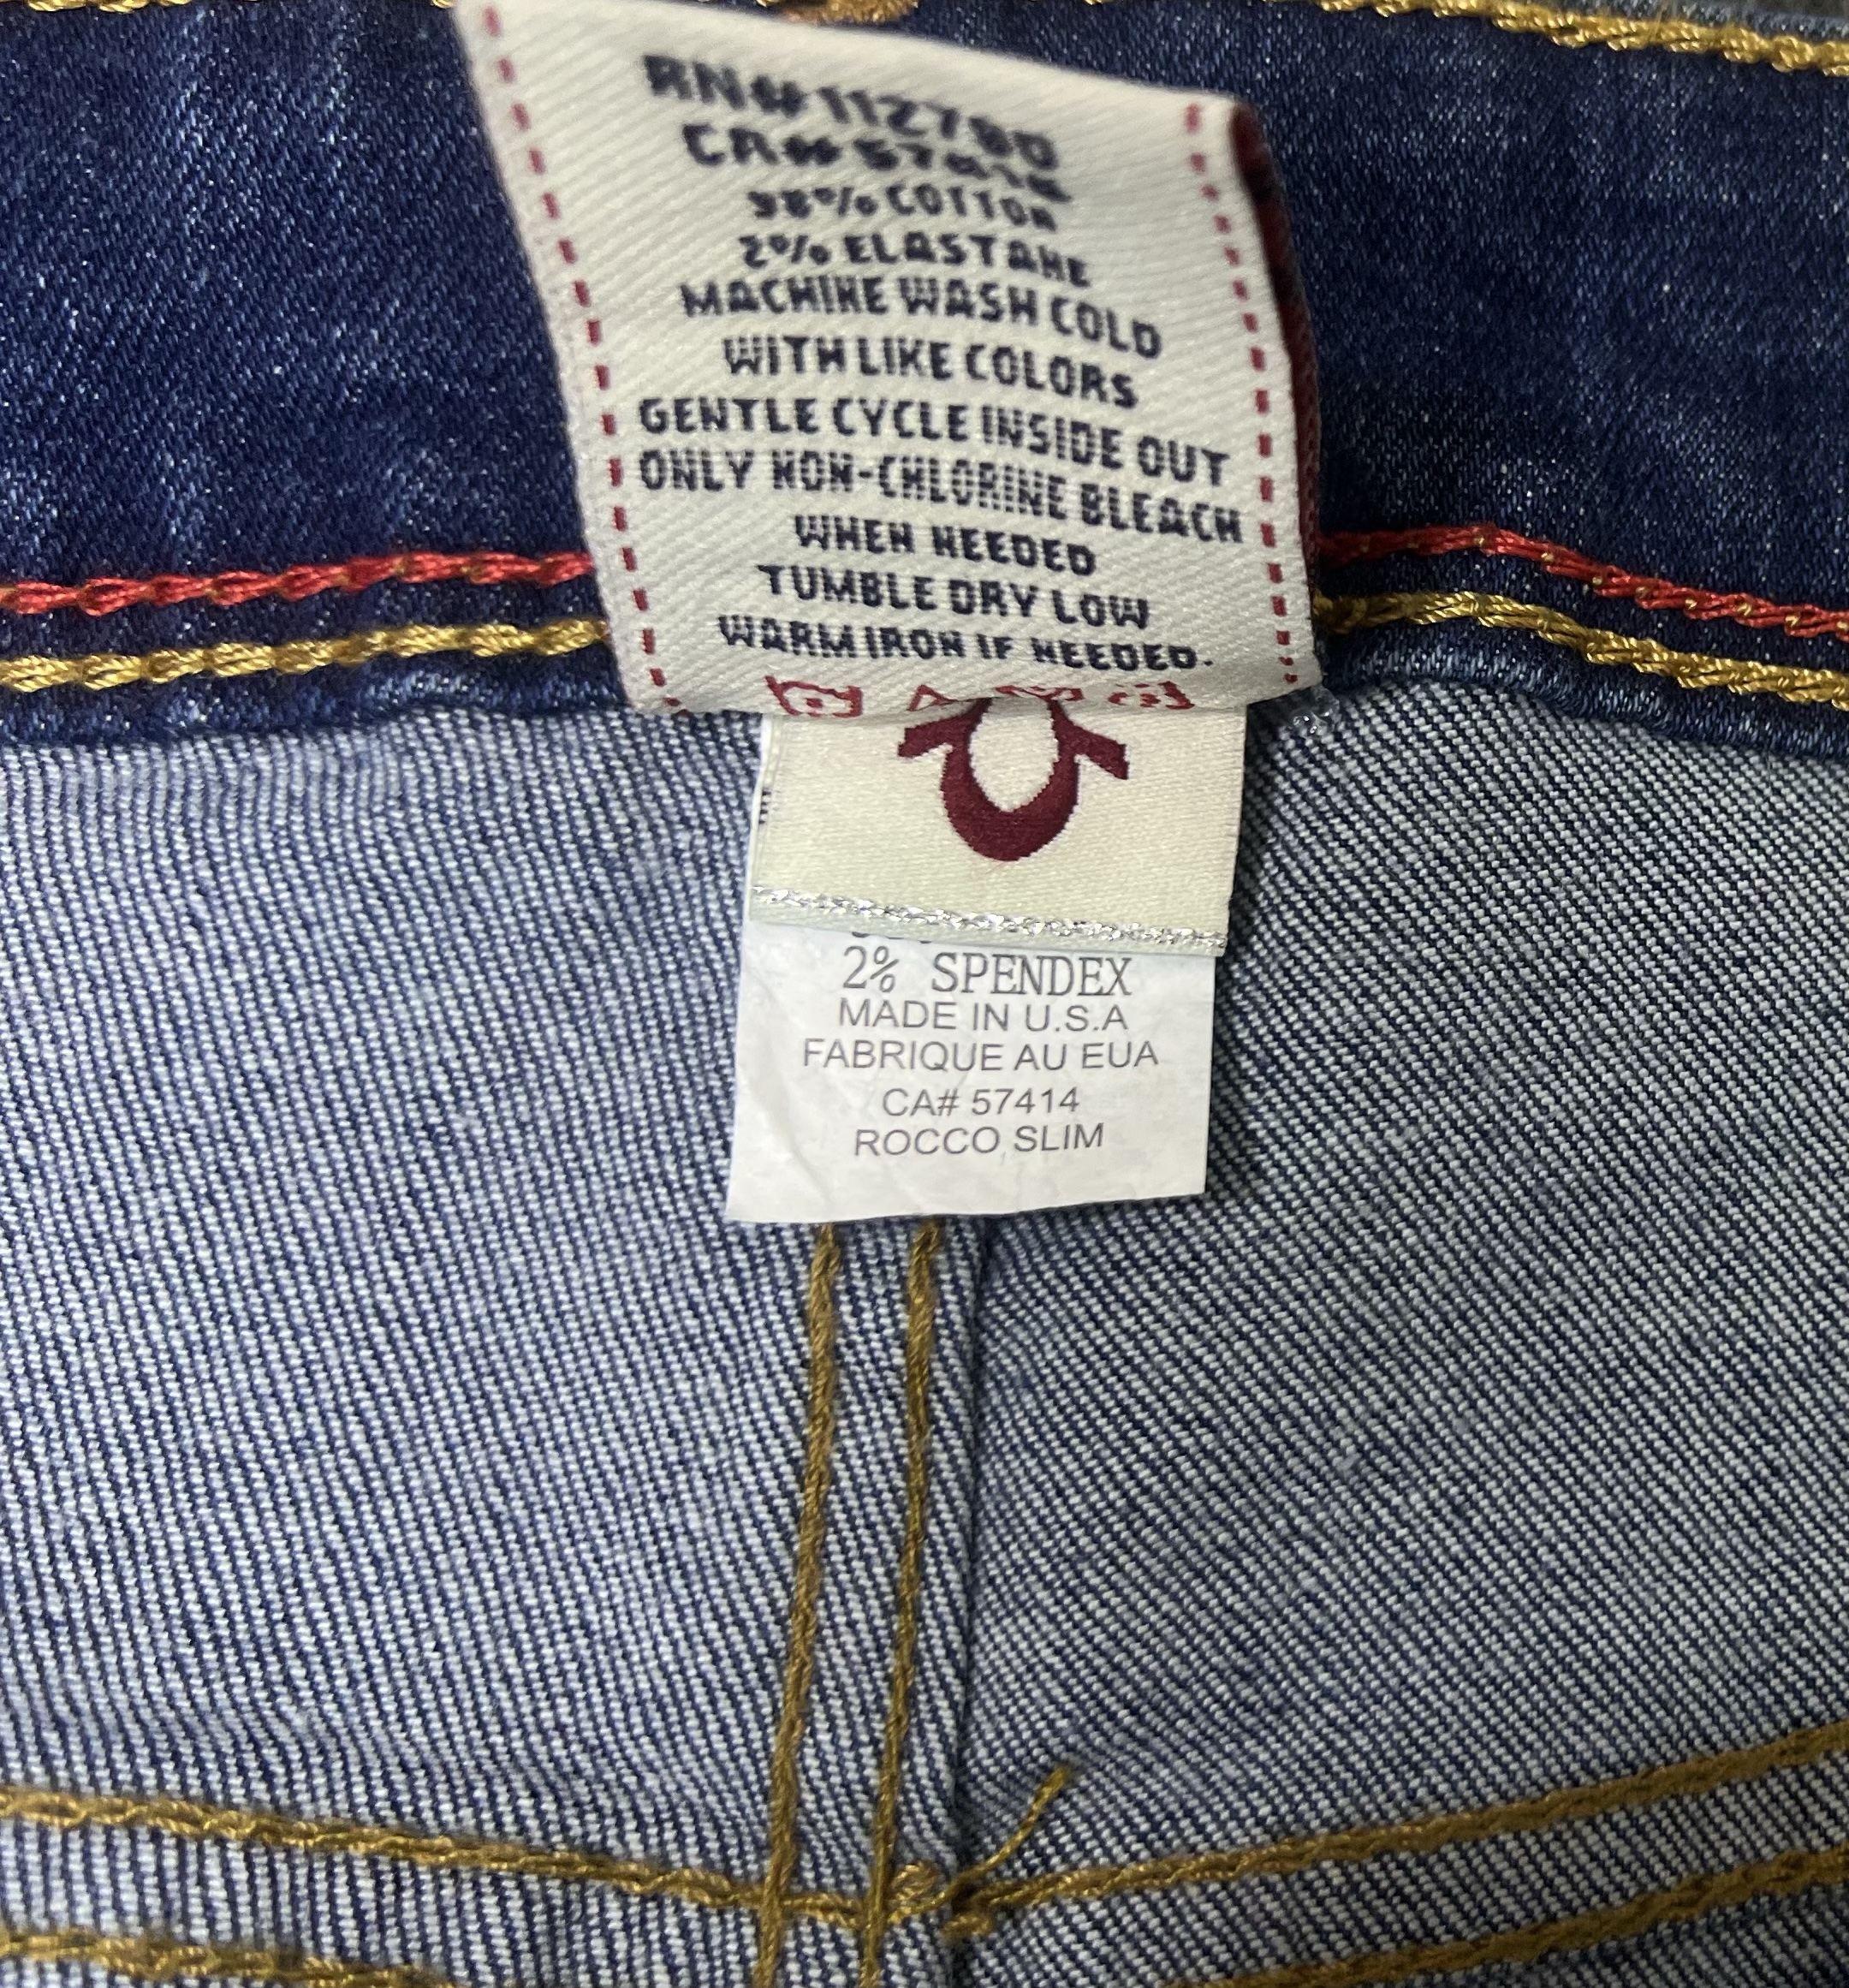 RN# 112780
CA#
98% COTTON
2% ELASTANE
MACHINE WASH COLD
WITH LIKE COLORS
GENTLE CYCLE INSIDE OUT
ONLY NON-CHLORINE BLEACH
WHEN NEEDED
TUMBLE DRY LOW
WARM IRON IF NEEDED.
2% SPENDEX
MADE IN U.S.A
FABRIQUE AU EUA
CA# 57414
ROCCO SLIM